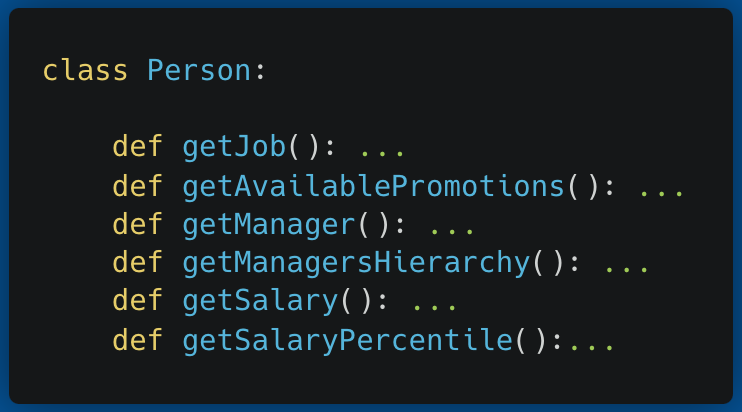 class Person:
    def getJob(): ...
    def getAvailablePromotions(): ...
    def getManager(): ...
    def getManagersHierarchy(): ...
    def getSalary(): ...
    def getSalaryPercentile():...